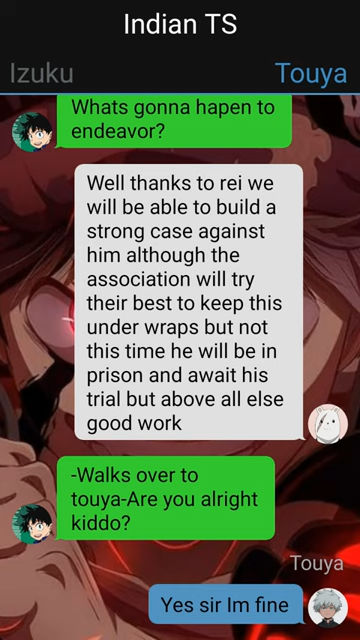 Indian TS
Izuku
Touya
Whats gonna hapen to
endeavor?
Well thanks to rei we
will be able to build a
strong case against
him although the
association will try
their best to keep this
under wraps but not
this time he will be in
prison and await his
trial but above all else
good work
-Walks over to
touya-Are you alright
kiddo?
Touya
Yes sir Im fine